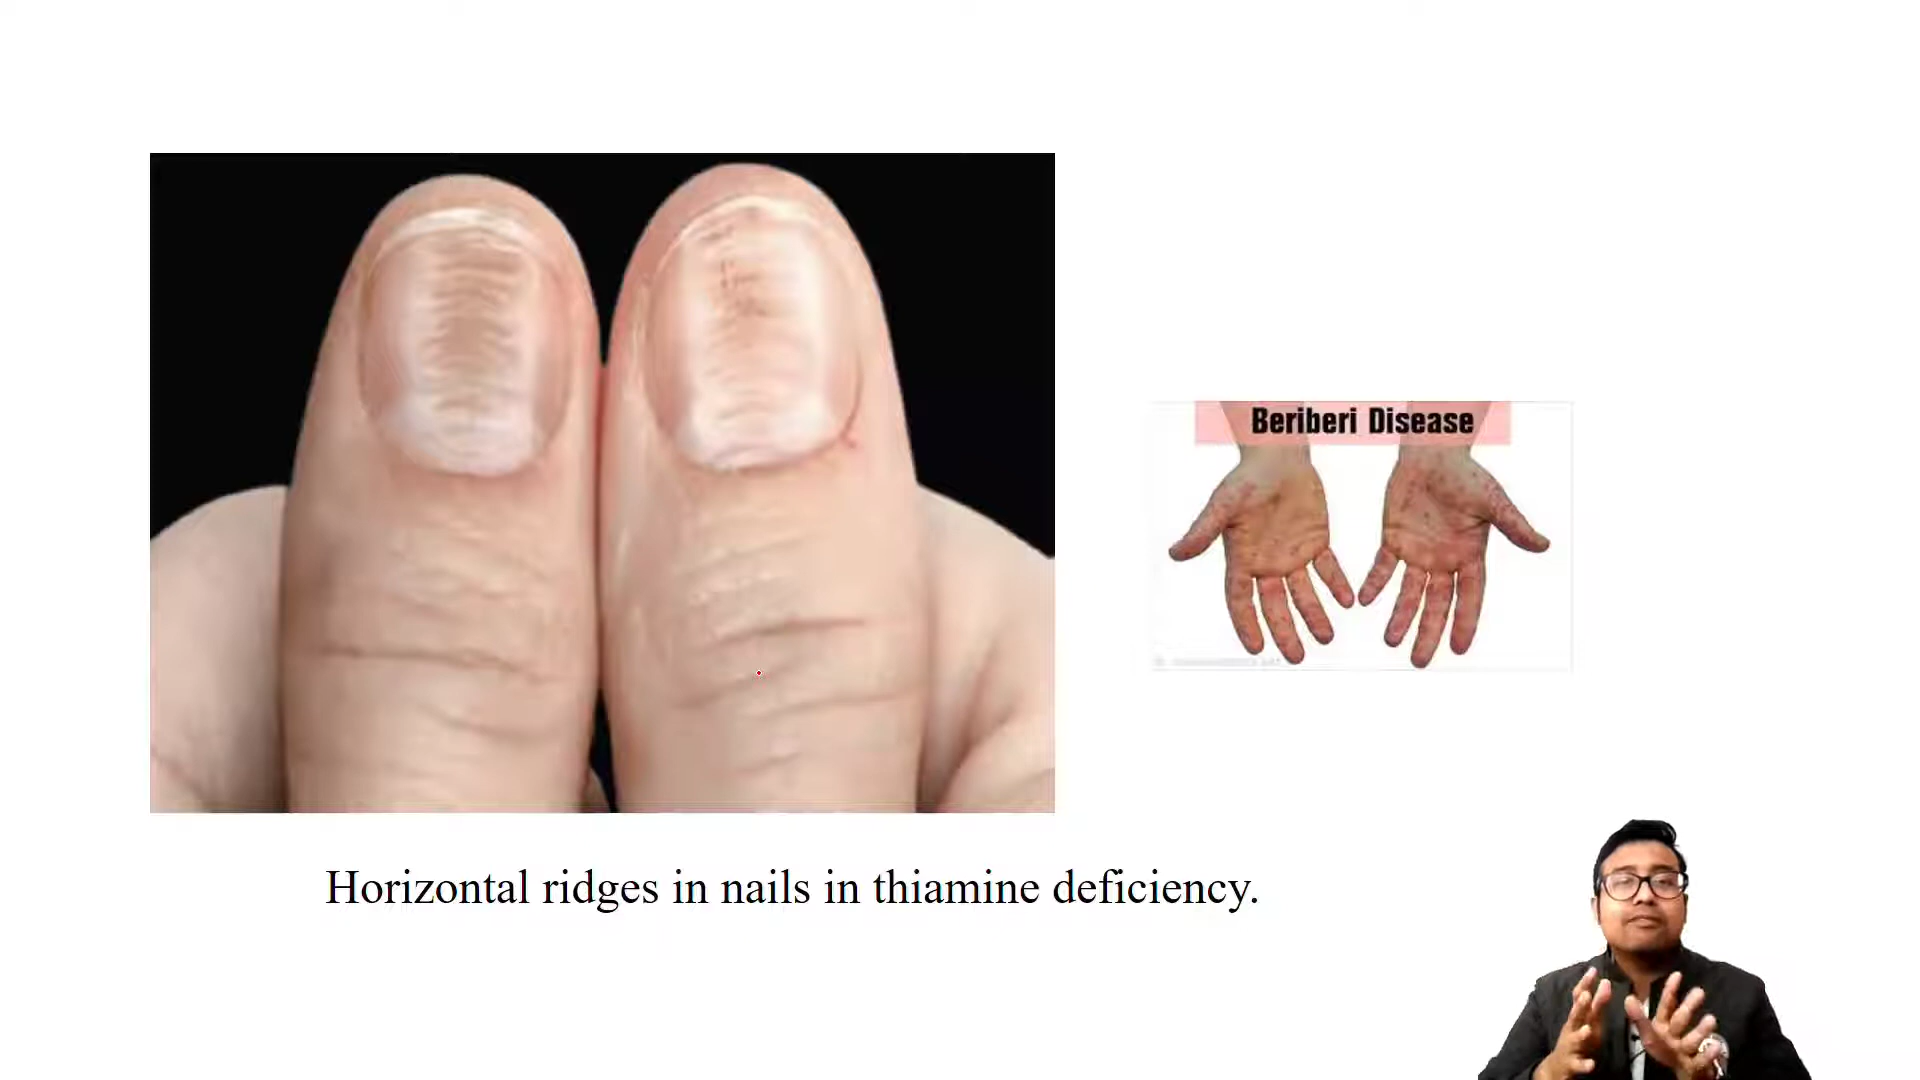 Beriberi Disease
Horizontal ridges in nails in thiamine deficiency.